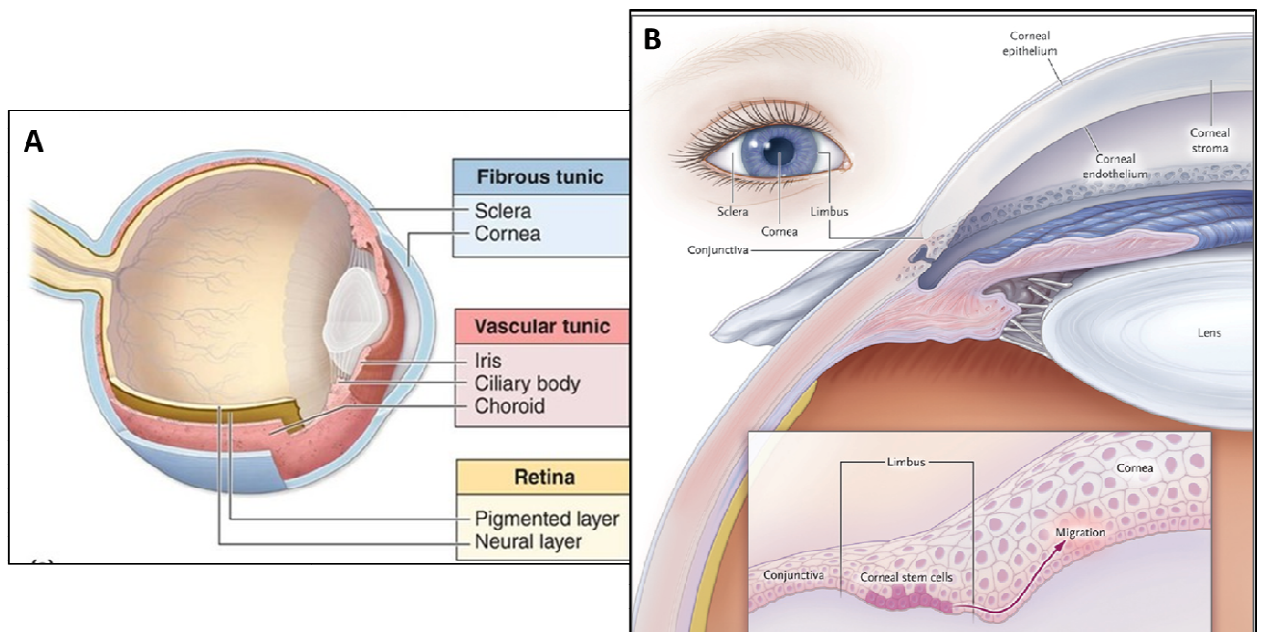 A
Fibrous tunic
Sclera
Cornea
Vascular tunic
Iris
Ciliary body
Choroid
Retina
Pigmented layer
Neural layer
B
Corneal
epithelium
Corneal
stroma
Corneal
endothelium
Sclera
Cornea
Limbus
Conjunctiva
Lens
Limbus
Cornea
Migration
Conjunctiva
Corneal stem cells